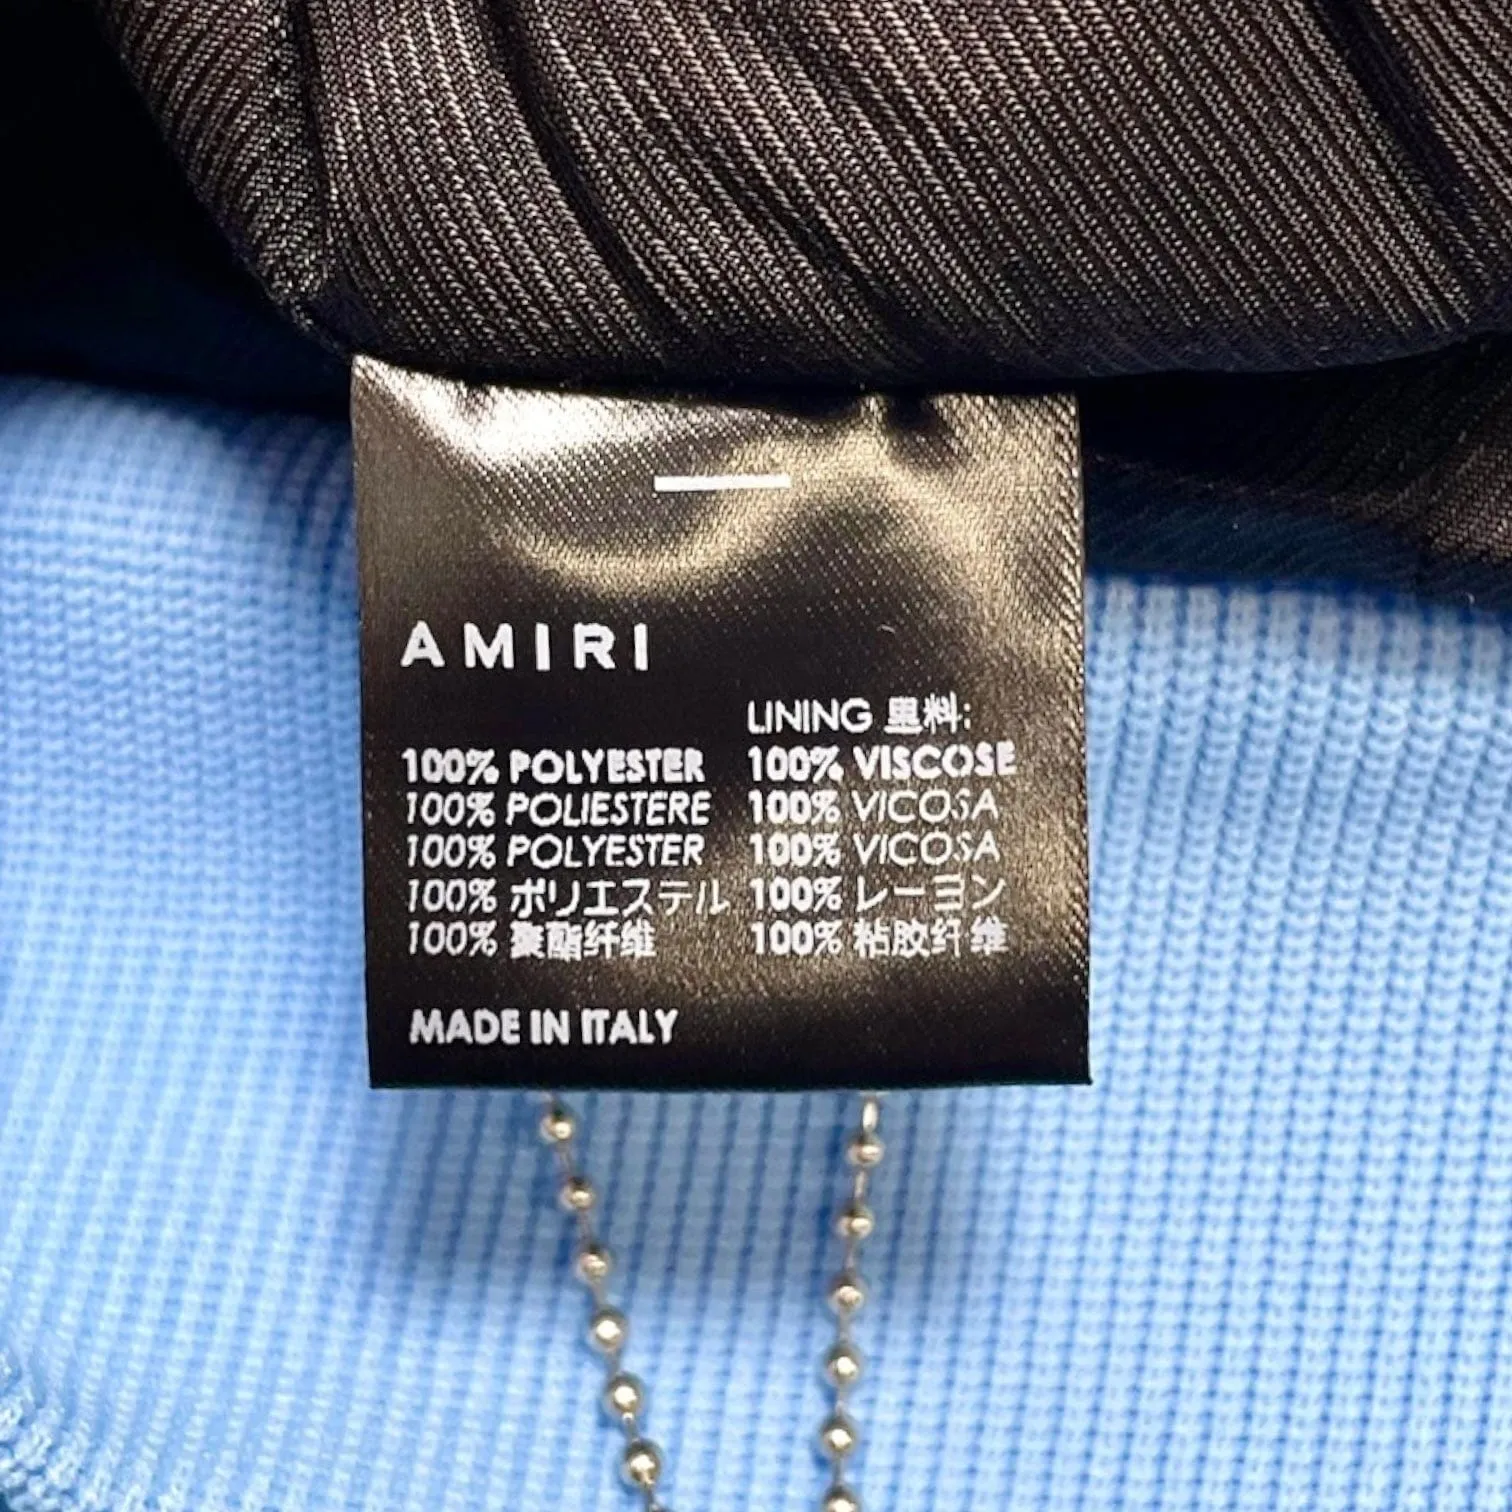 AMIRI
100% POLYESTER
100% POLIESTERE
100% POLYESTER
100% ポリエステル
100% 聚酯纤维
LINING 里料:
100% VISCOSE
100% VICOSA
100% VICOSA
100% レーヨン
100% 粘胶纤维
MADE IN ITALY